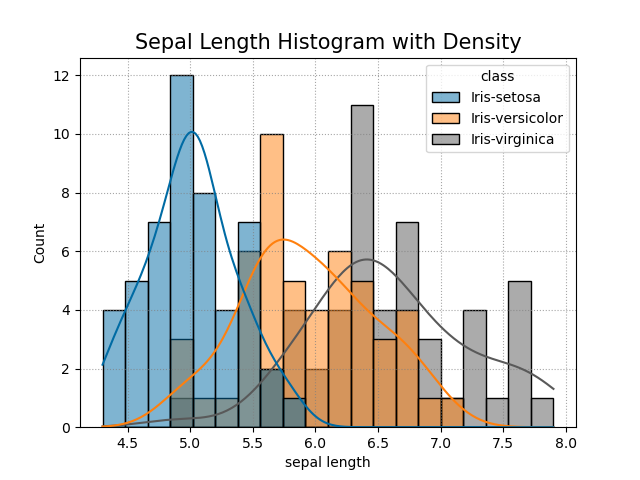 Sepal Length Histogram with Density
class
Iris-setosa
Iris-versicolor
Iris-virginica
12
10
8
6
4
2
0
Count
4.5 5.0 5.5 6.0 6.5 7.0 7.5 8.0
sepal length